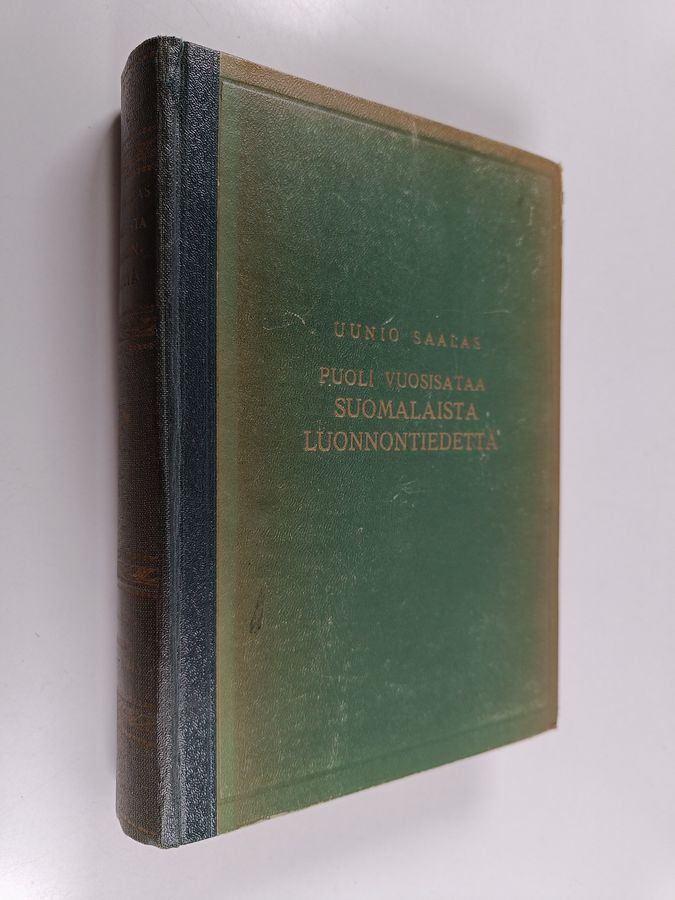 UUNIO SAALAS
PUOLI VUOSISATAA
SUOMALAISTA
LUONNONTIEDETTÄ